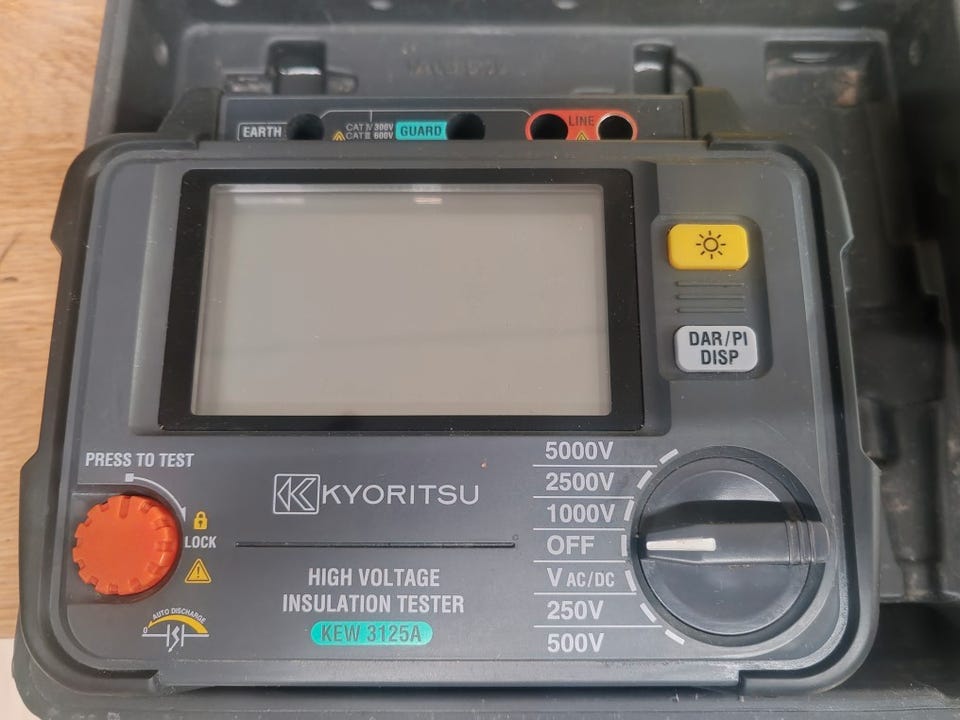 EARTH
CAT IV 300V
CAT III 600V
GUARD
LINE
DAR/PI
DISP
PRESS TO TEST
LOCK
AUTO DISCHARGE
0
KYORITSU
HIGH VOLTAGE
INSULATION TESTER
KEW 3125A
5000V
2500V
1000V
OFF
V AC/DC
250V
500V